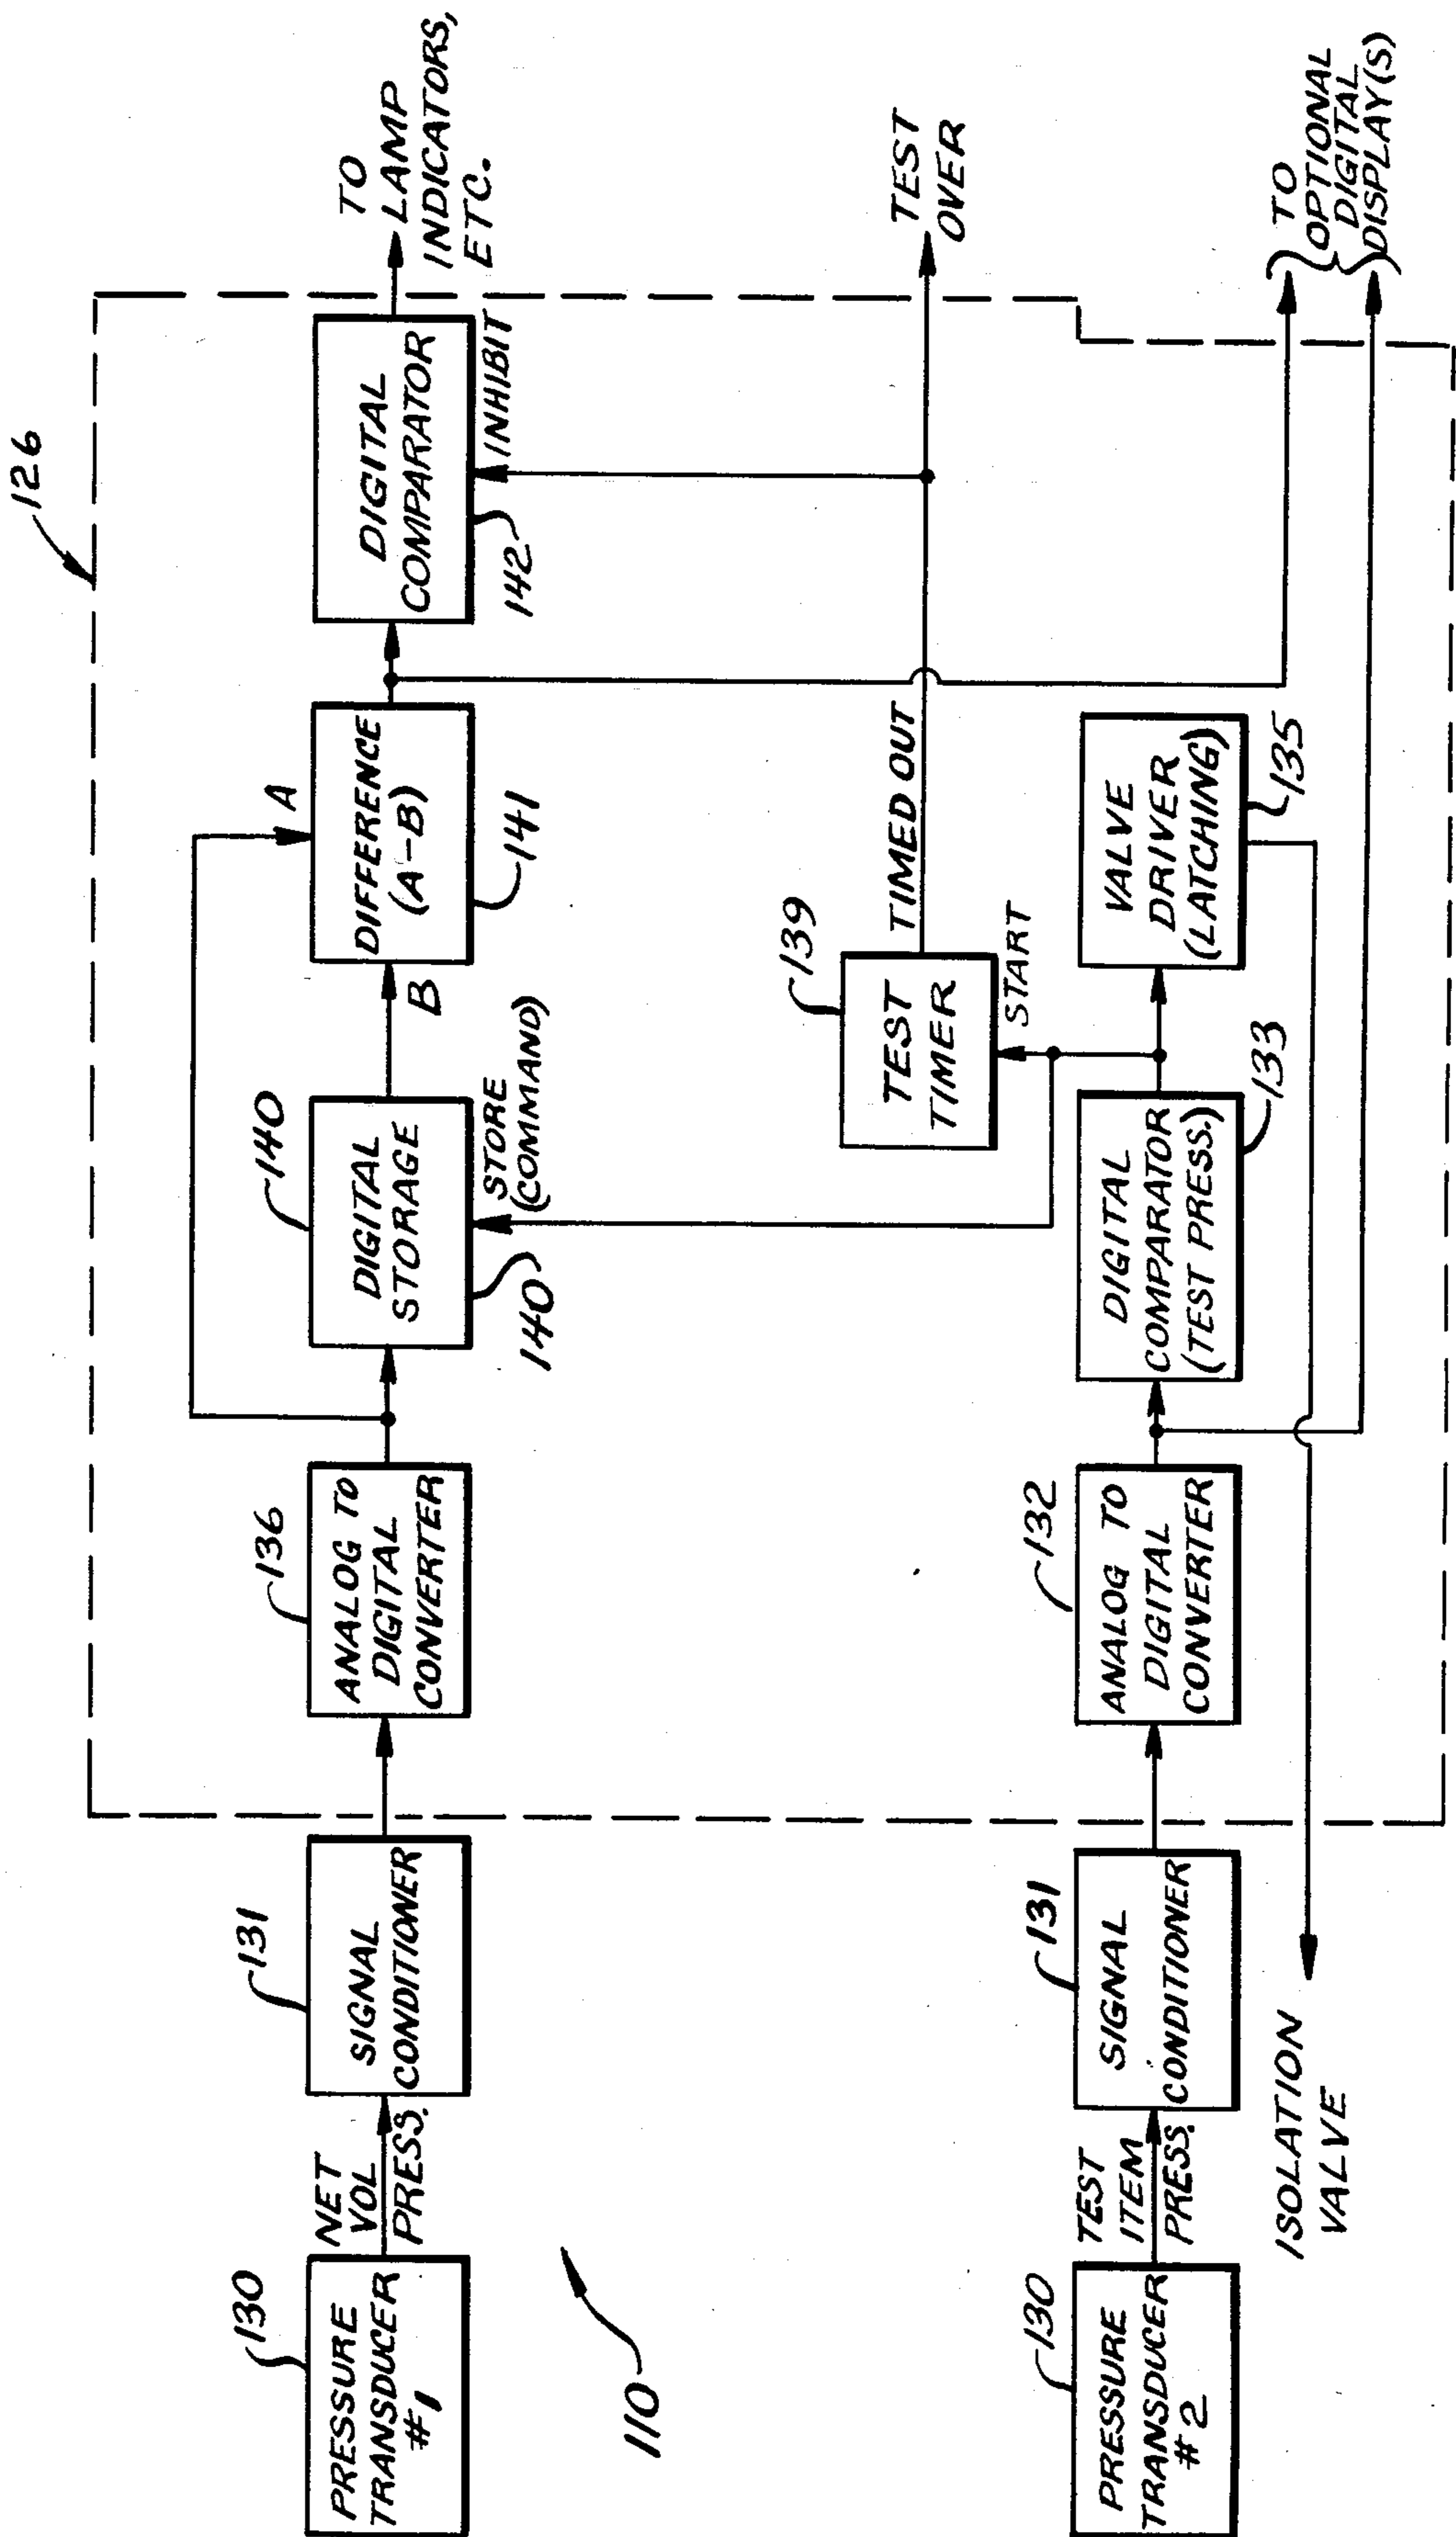 126
130
PRESSURE
TRANSDUCER
#1
NET
VOL
PRESS.
131
SIGNAL
CONDITIONER
136
ANALOG TO
DIGITAL
CONVERTER
140
DIGITAL
STORAGE
140
STORE
(COMMAND)
A
B
DIFFERENCE
(A-B)
141
DIGITAL
COMPARATOR
142
INHIBIT
TO
LAMP
INDICATORS,
ETC.
110
139
TEST
TIMER
START
TIMED OUT
TEST
OVER
130
PRESSURE
TRANSDUCER
#2
TEST
ITEM
PRESS.
131
SIGNAL
CONDITIONER
132
ANALOG TO
DIGITAL
CONVERTER
DIGITAL
COMPARATOR
(TEST PRESS.)
133
VALVE
DRIVER
(LATCHING)
135
TO
OPTIONAL
DIGITAL
DISPLAY(S)
ISOLATION
VALVE